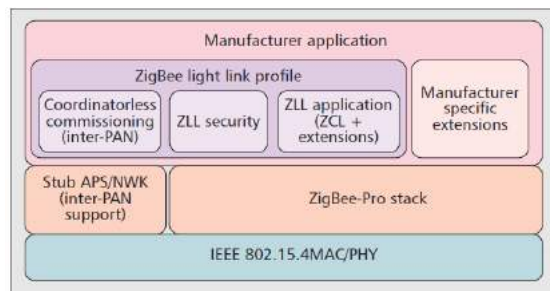 Manufacturer application
ZigBee light link profile
Coordinatorless
commissioning
(inter-PAN)
ZLL security
ZLL application
(ZCL +
extensions)
Manufacturer
specific
extensions
Stub APS/NWK
(inter-PAN
support)
ZigBee-Pro stack
IEEE 802.15.4MAC/PHY